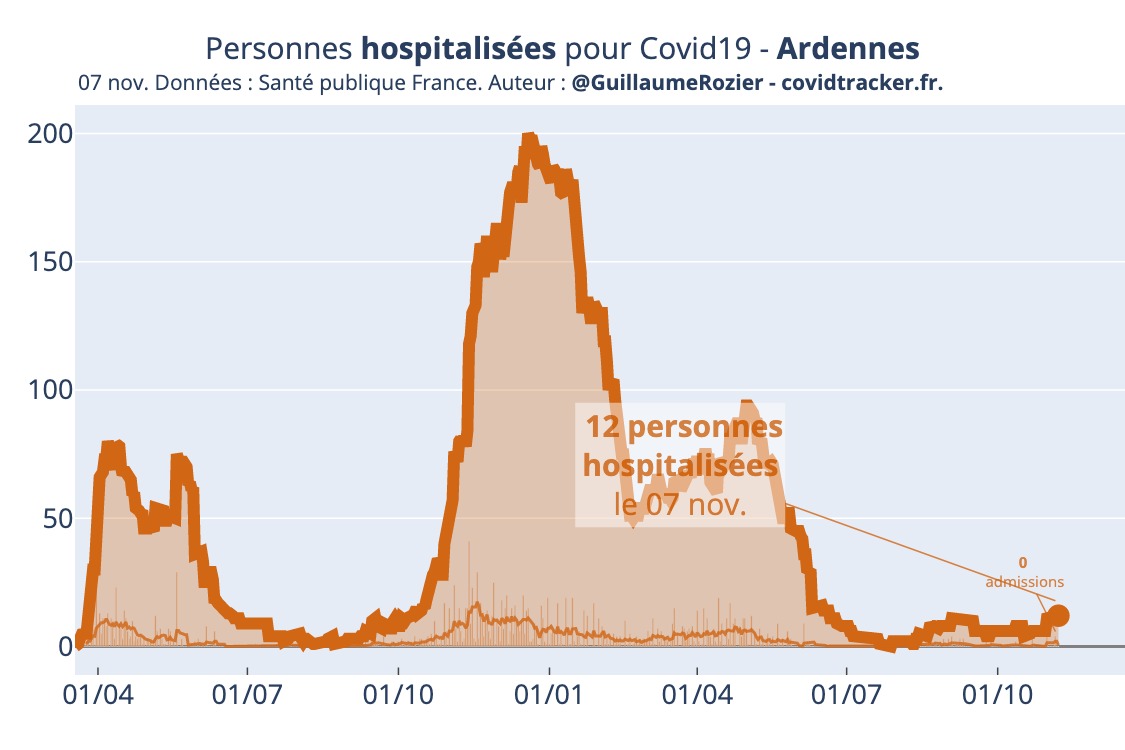 Personnes hospitalisées pour Covid19 - Ardennes
07 nov. Données : Santé publique France. Auteur : @GuillaumeRozier - covidtracker.fr.
200
150
100
12 personnes
hospitalisées
le 07 nov.
50
0
admissions
0
01/04 01/07 01/10 01/01 01/04 01/07 01/10